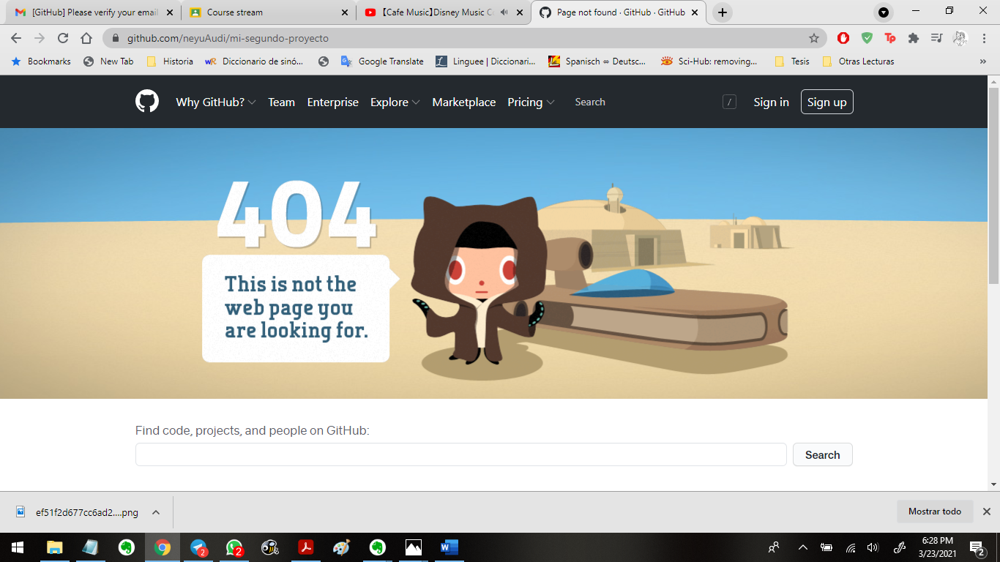 [GitHub] Please verify your email
Course stream
【Cafe Music】Disney Music C
Page not found · GitHub · GitHub
github.com/neyuAudi/mi-segundo-proyecto
Bookmarks
New Tab
Historia
Diccionario de sinó...
Google Translate
Linguee | Diccionari...
Spanisch ⇔ Deutsc...
Sci-Hub: removing...
Tesis
Otras Lecturas
»
Why GitHub?
Team
Enterprise
Explore
Marketplace
Pricing
Search
/
Sign in
Sign up
404
This is not the
web page you
are looking for.
Find code, projects, and people on GitHub:
Search
ef51f2d677cc6ad2....png
Mostrar todo
2
2
6:28 PM
3/23/2021
2